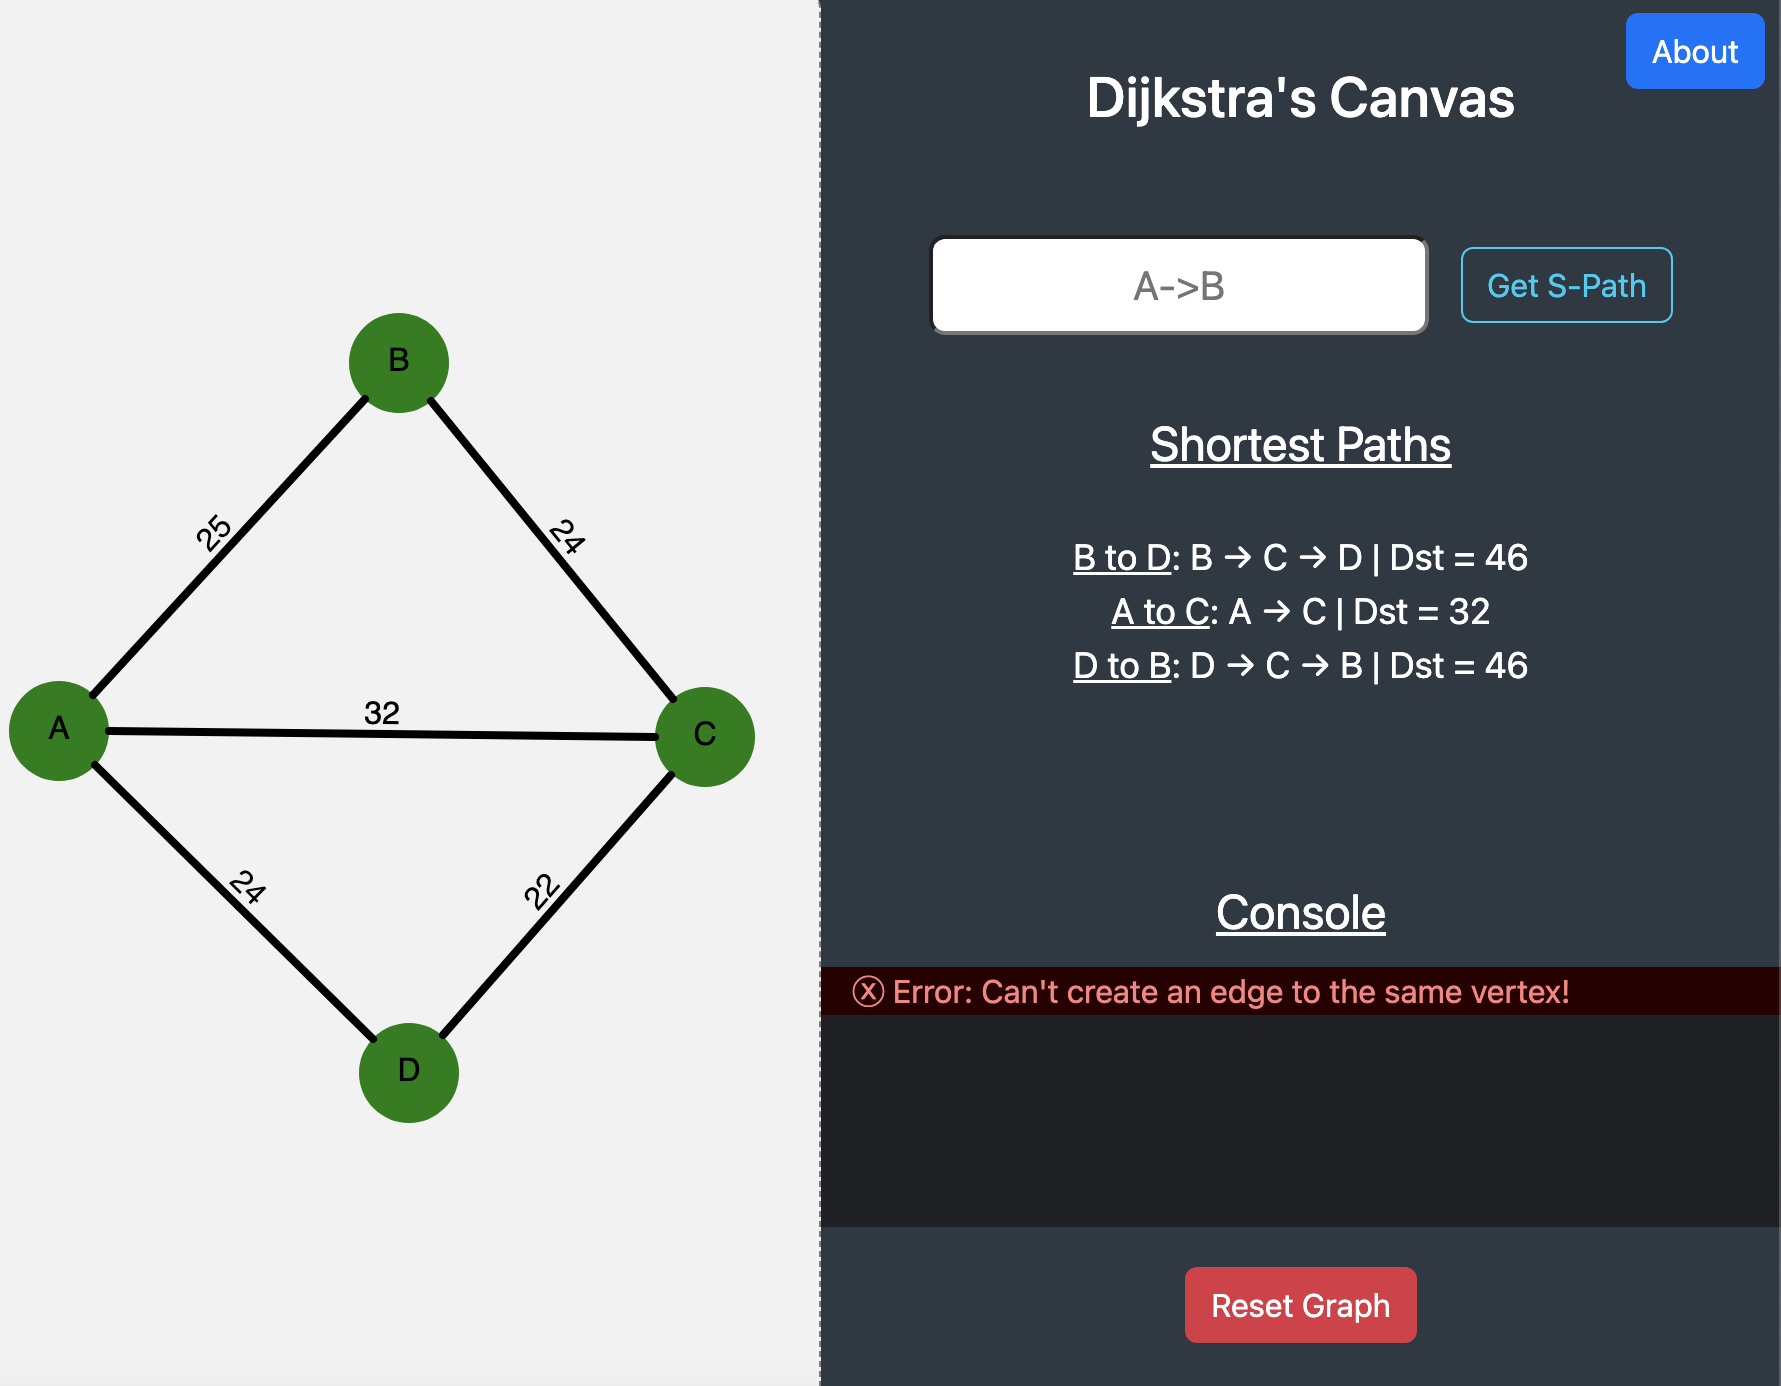 B
25
24
A
32
C
24
22
D
About
Dijkstra's Canvas
A->B
Get S-Path
Shortest Paths
B to D: B → C → D | Dst = 46
A to C: A → C | Dst = 32
D to B: D → C → B | Dst = 46
Console
ⓧ Error: Can't create an edge to the same vertex!
Reset Graph